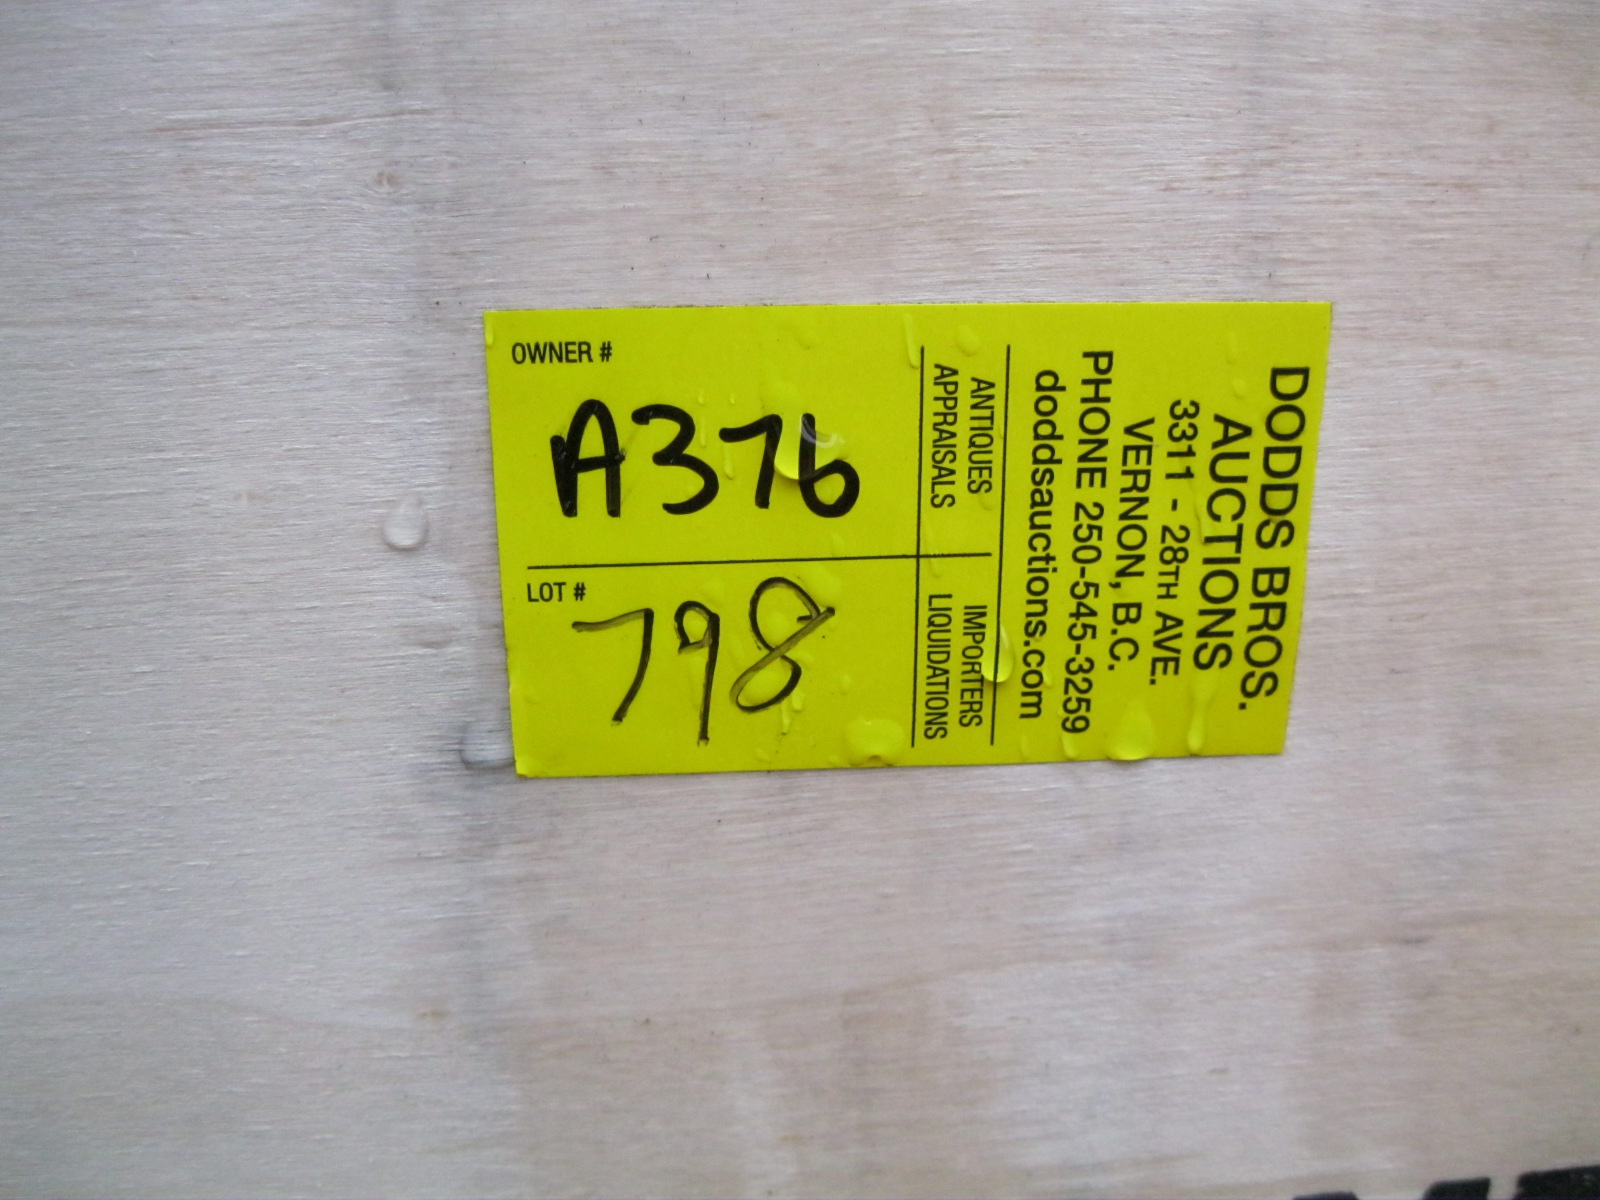 DODDS BROS.
AUCTIONS
3311 - 28TH AVE.
VERNON, B.C.
PHONE 250-545-3259
doddsauctions.com
ANTIQUES IMPORTERS
APPRAISALS LIQUIDATIONS
OWNER #
A376
LOT #
798